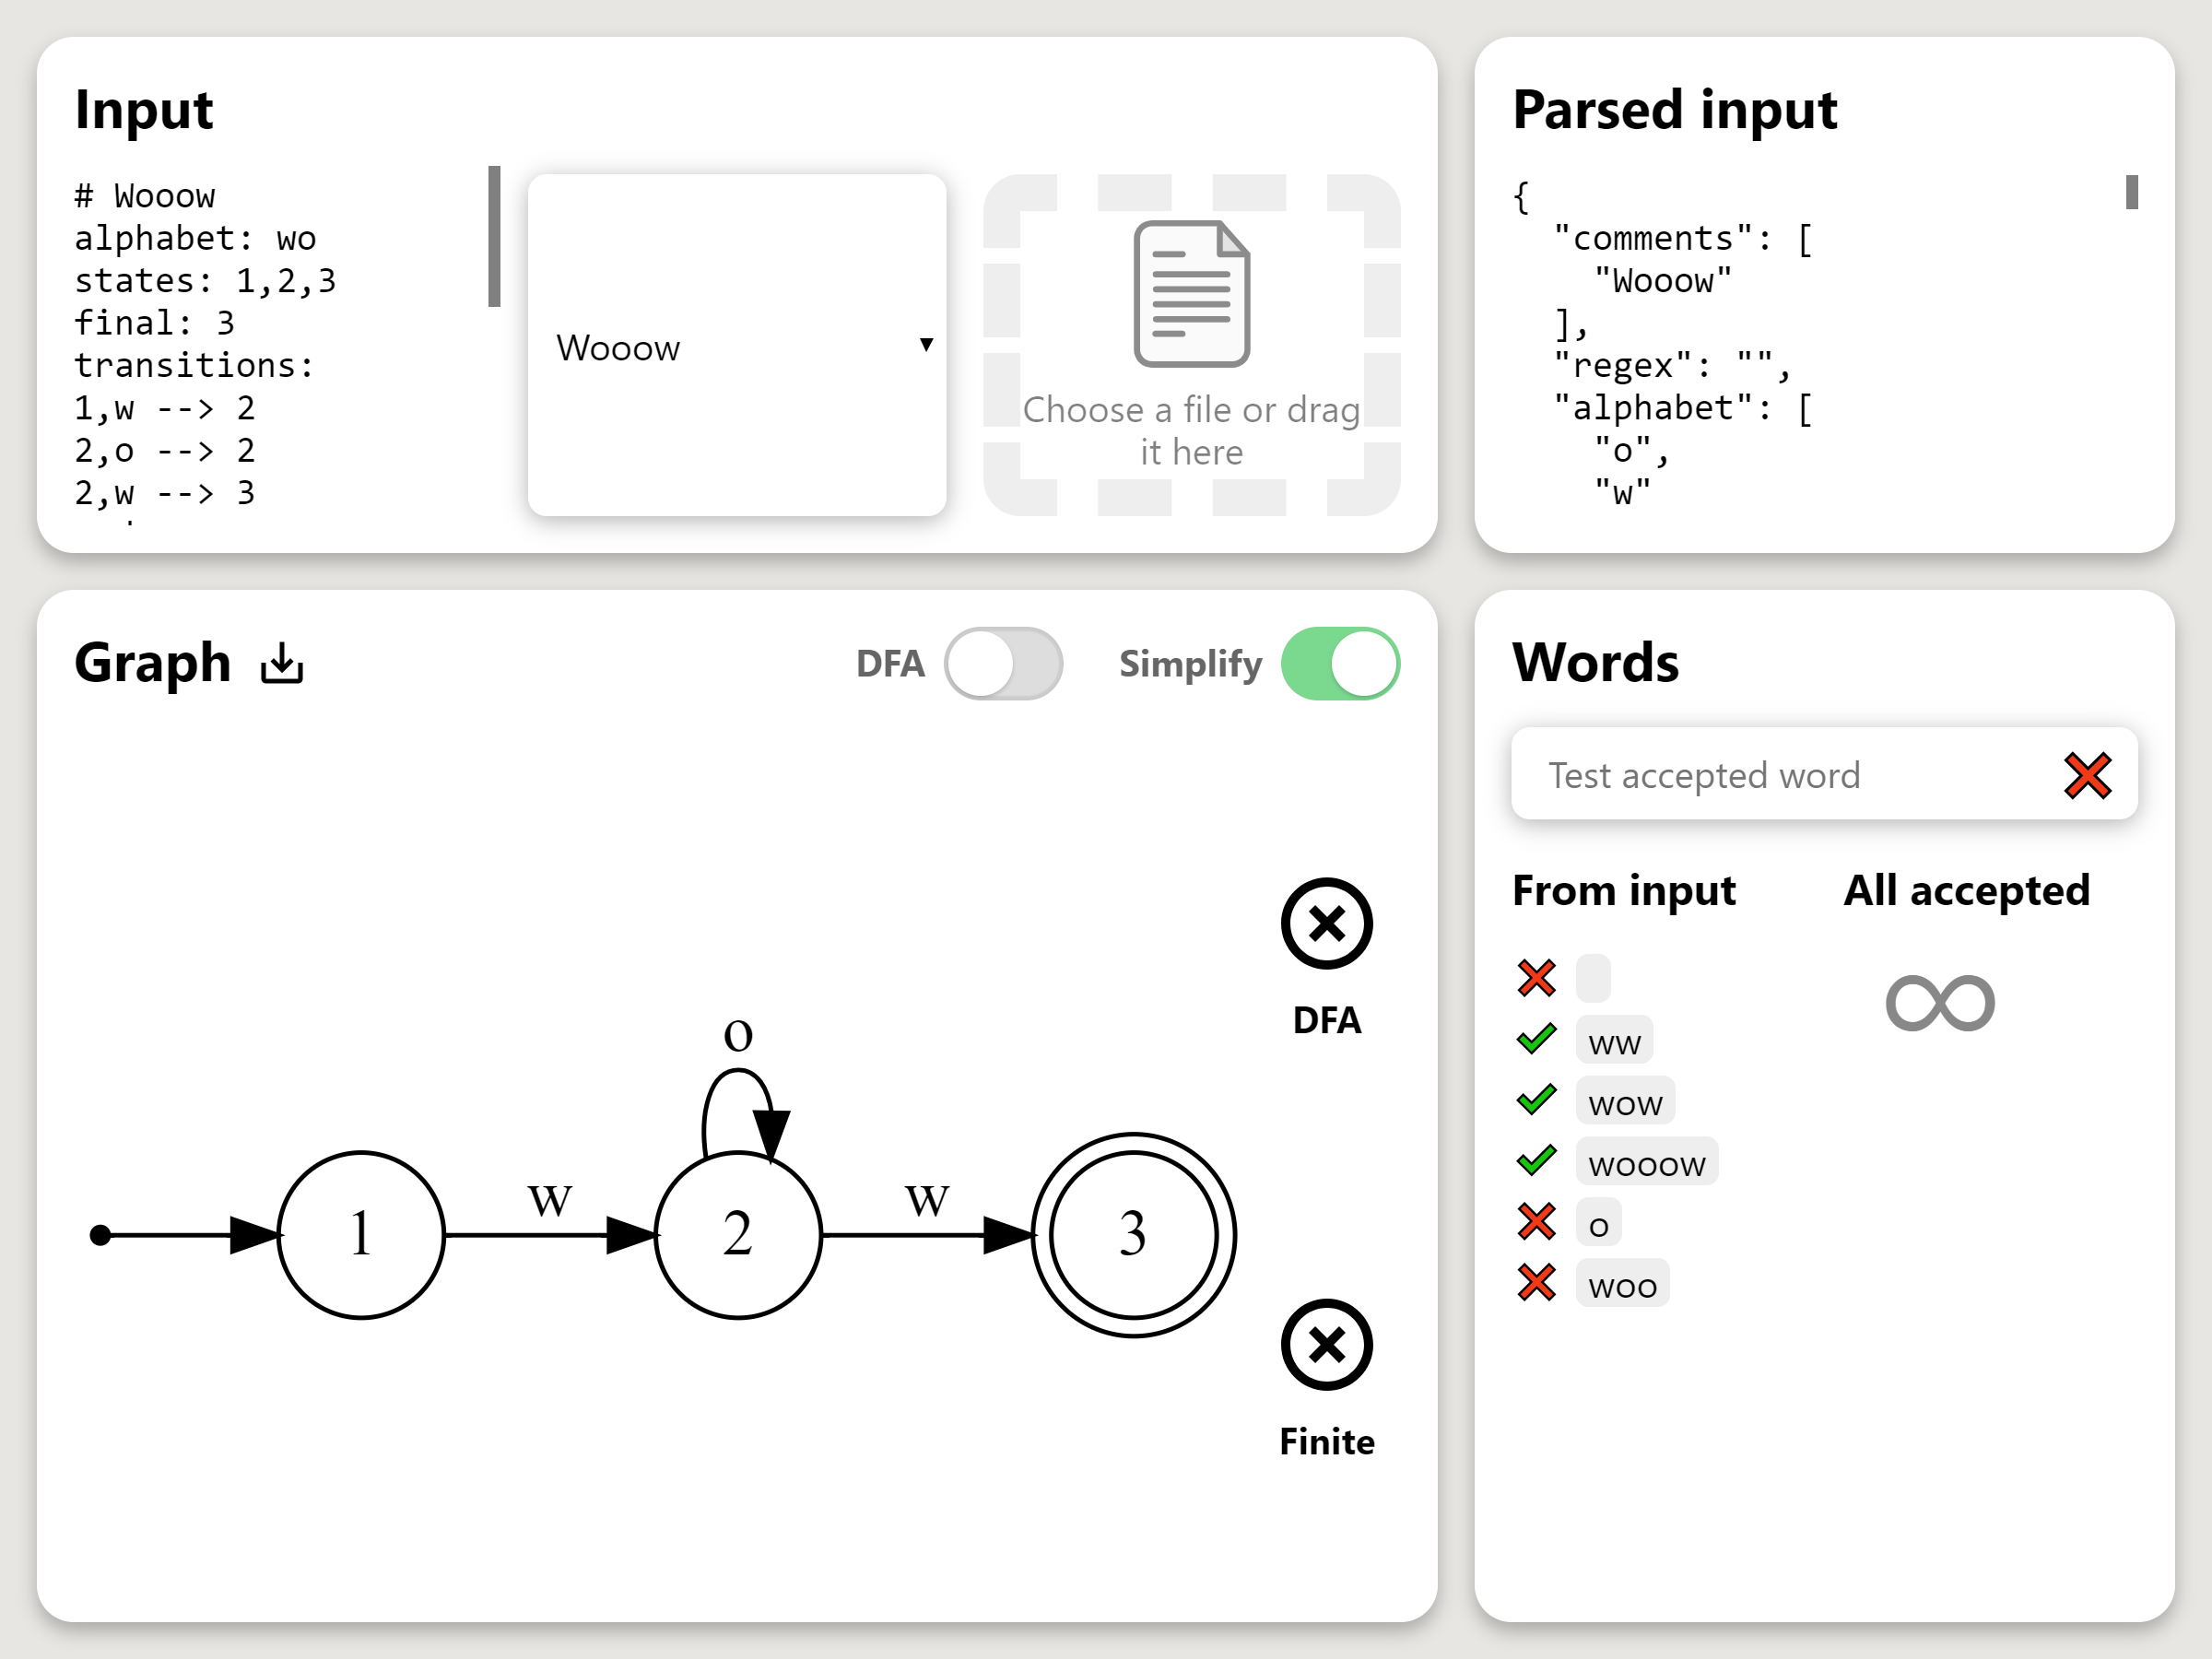 Input
# Wooow
alphabet: wo
states: 1,2,3
final: 3
transitions:
1,w --> 2
2,o --> 2
2,w --> 3
Wooow
Choose a file or drag
it here
Parsed input
{
"comments": [
"Wooow"
],
"regex": "",
"alphabet": [
"o",
"w"
Graph
DFA
Simplify
o
w
w
1
2
3
DFA
Finite
Words
Test accepted word
From input
All accepted
∞
ww
wow
wooow
o
woo